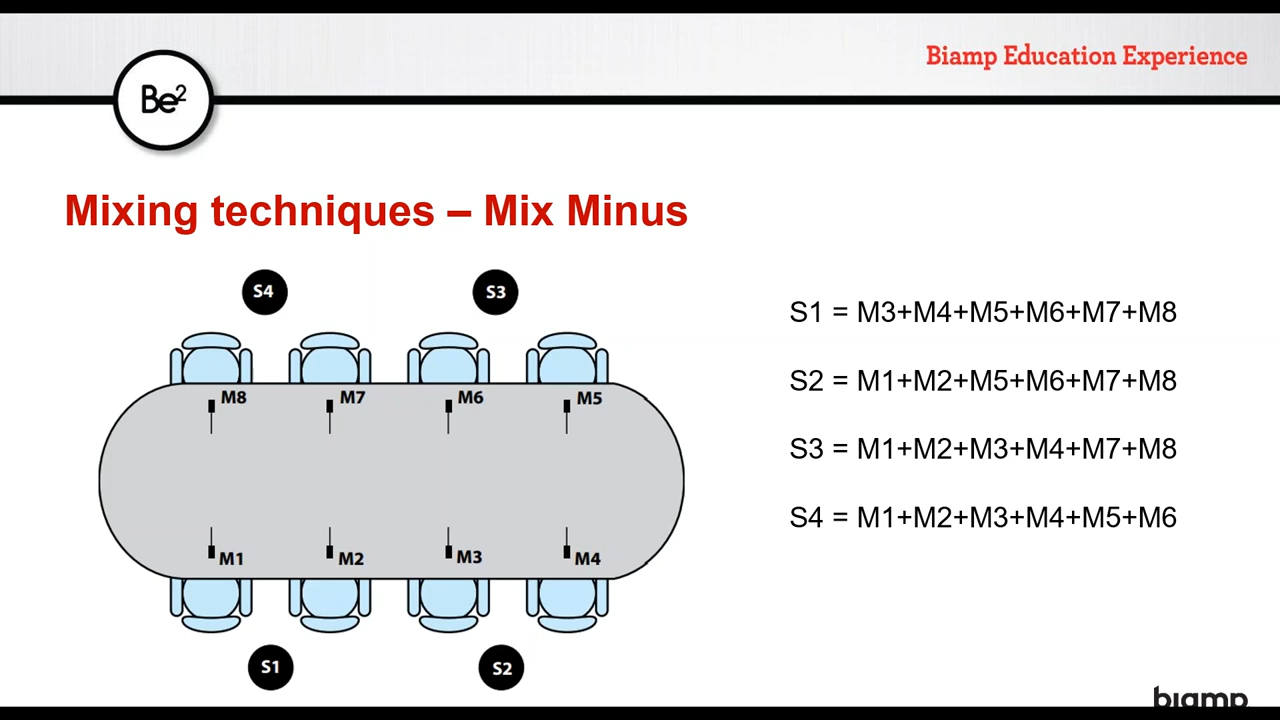 Biamp Education Experience
Be²
Mixing techniques – Mix Minus
S4 S3
M8 M7 M6 M5
M1 M2 M3 M4
S1 S2
S1 = M3+M4+M5+M6+M7+M8
S2 = M1+M2+M5+M6+M7+M8
S3 = M1+M2+M3+M4+M7+M8
S4 = M1+M2+M3+M4+M5+M6
biamp